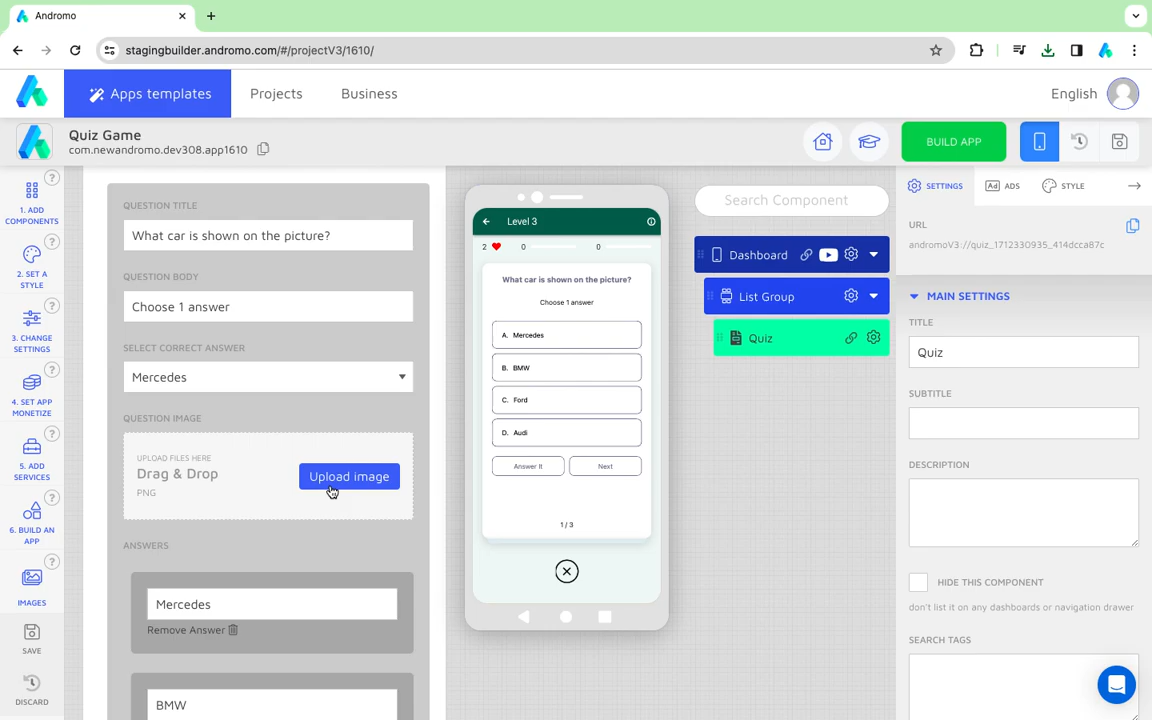 Andromo
stagingbuilder.andromo.com/#/projectV3/1610/
Apps templates
Projects
Business
English
Quiz Game
com.newandromo.dev308.app1610
BUILD APP
1. ADD
COMPONENTS
2. SET A
STYLE
3. CHANGE
SETTINGS
4. SET APP
MONETIZE
5. ADD
SERVICES
6. BUILD AN
APP
IMAGES
SAVE
DISCARD
QUESTION TITLE
What car is shown on the picture?
QUESTION BODY
Choose 1 answer
SELECT CORRECT ANSWER
Mercedes
QUESTION IMAGE
UPLOAD FILES HERE
Drag & Drop
PNG
Upload image
ANSWERS
Mercedes
Remove Answer
BMW
Level 3
2 0 0
What car is shown on the picture?
Choose 1 answer
A. Mercedes
B. BMW
C. Ford
D. Audi
Answer It
Next
1 / 3
Search Component
Dashboard
List Group
Quiz
SETTINGS
Ad ADS
STYLE
URL
andromoV3://quiz_1712330935_414dcca87c
MAIN SETTINGS
TITLE
Quiz
SUBTITLE
DESCRIPTION
HIDE THIS COMPONENT
don't list it on any dashboards or navigation drawer
SEARCH TAGS